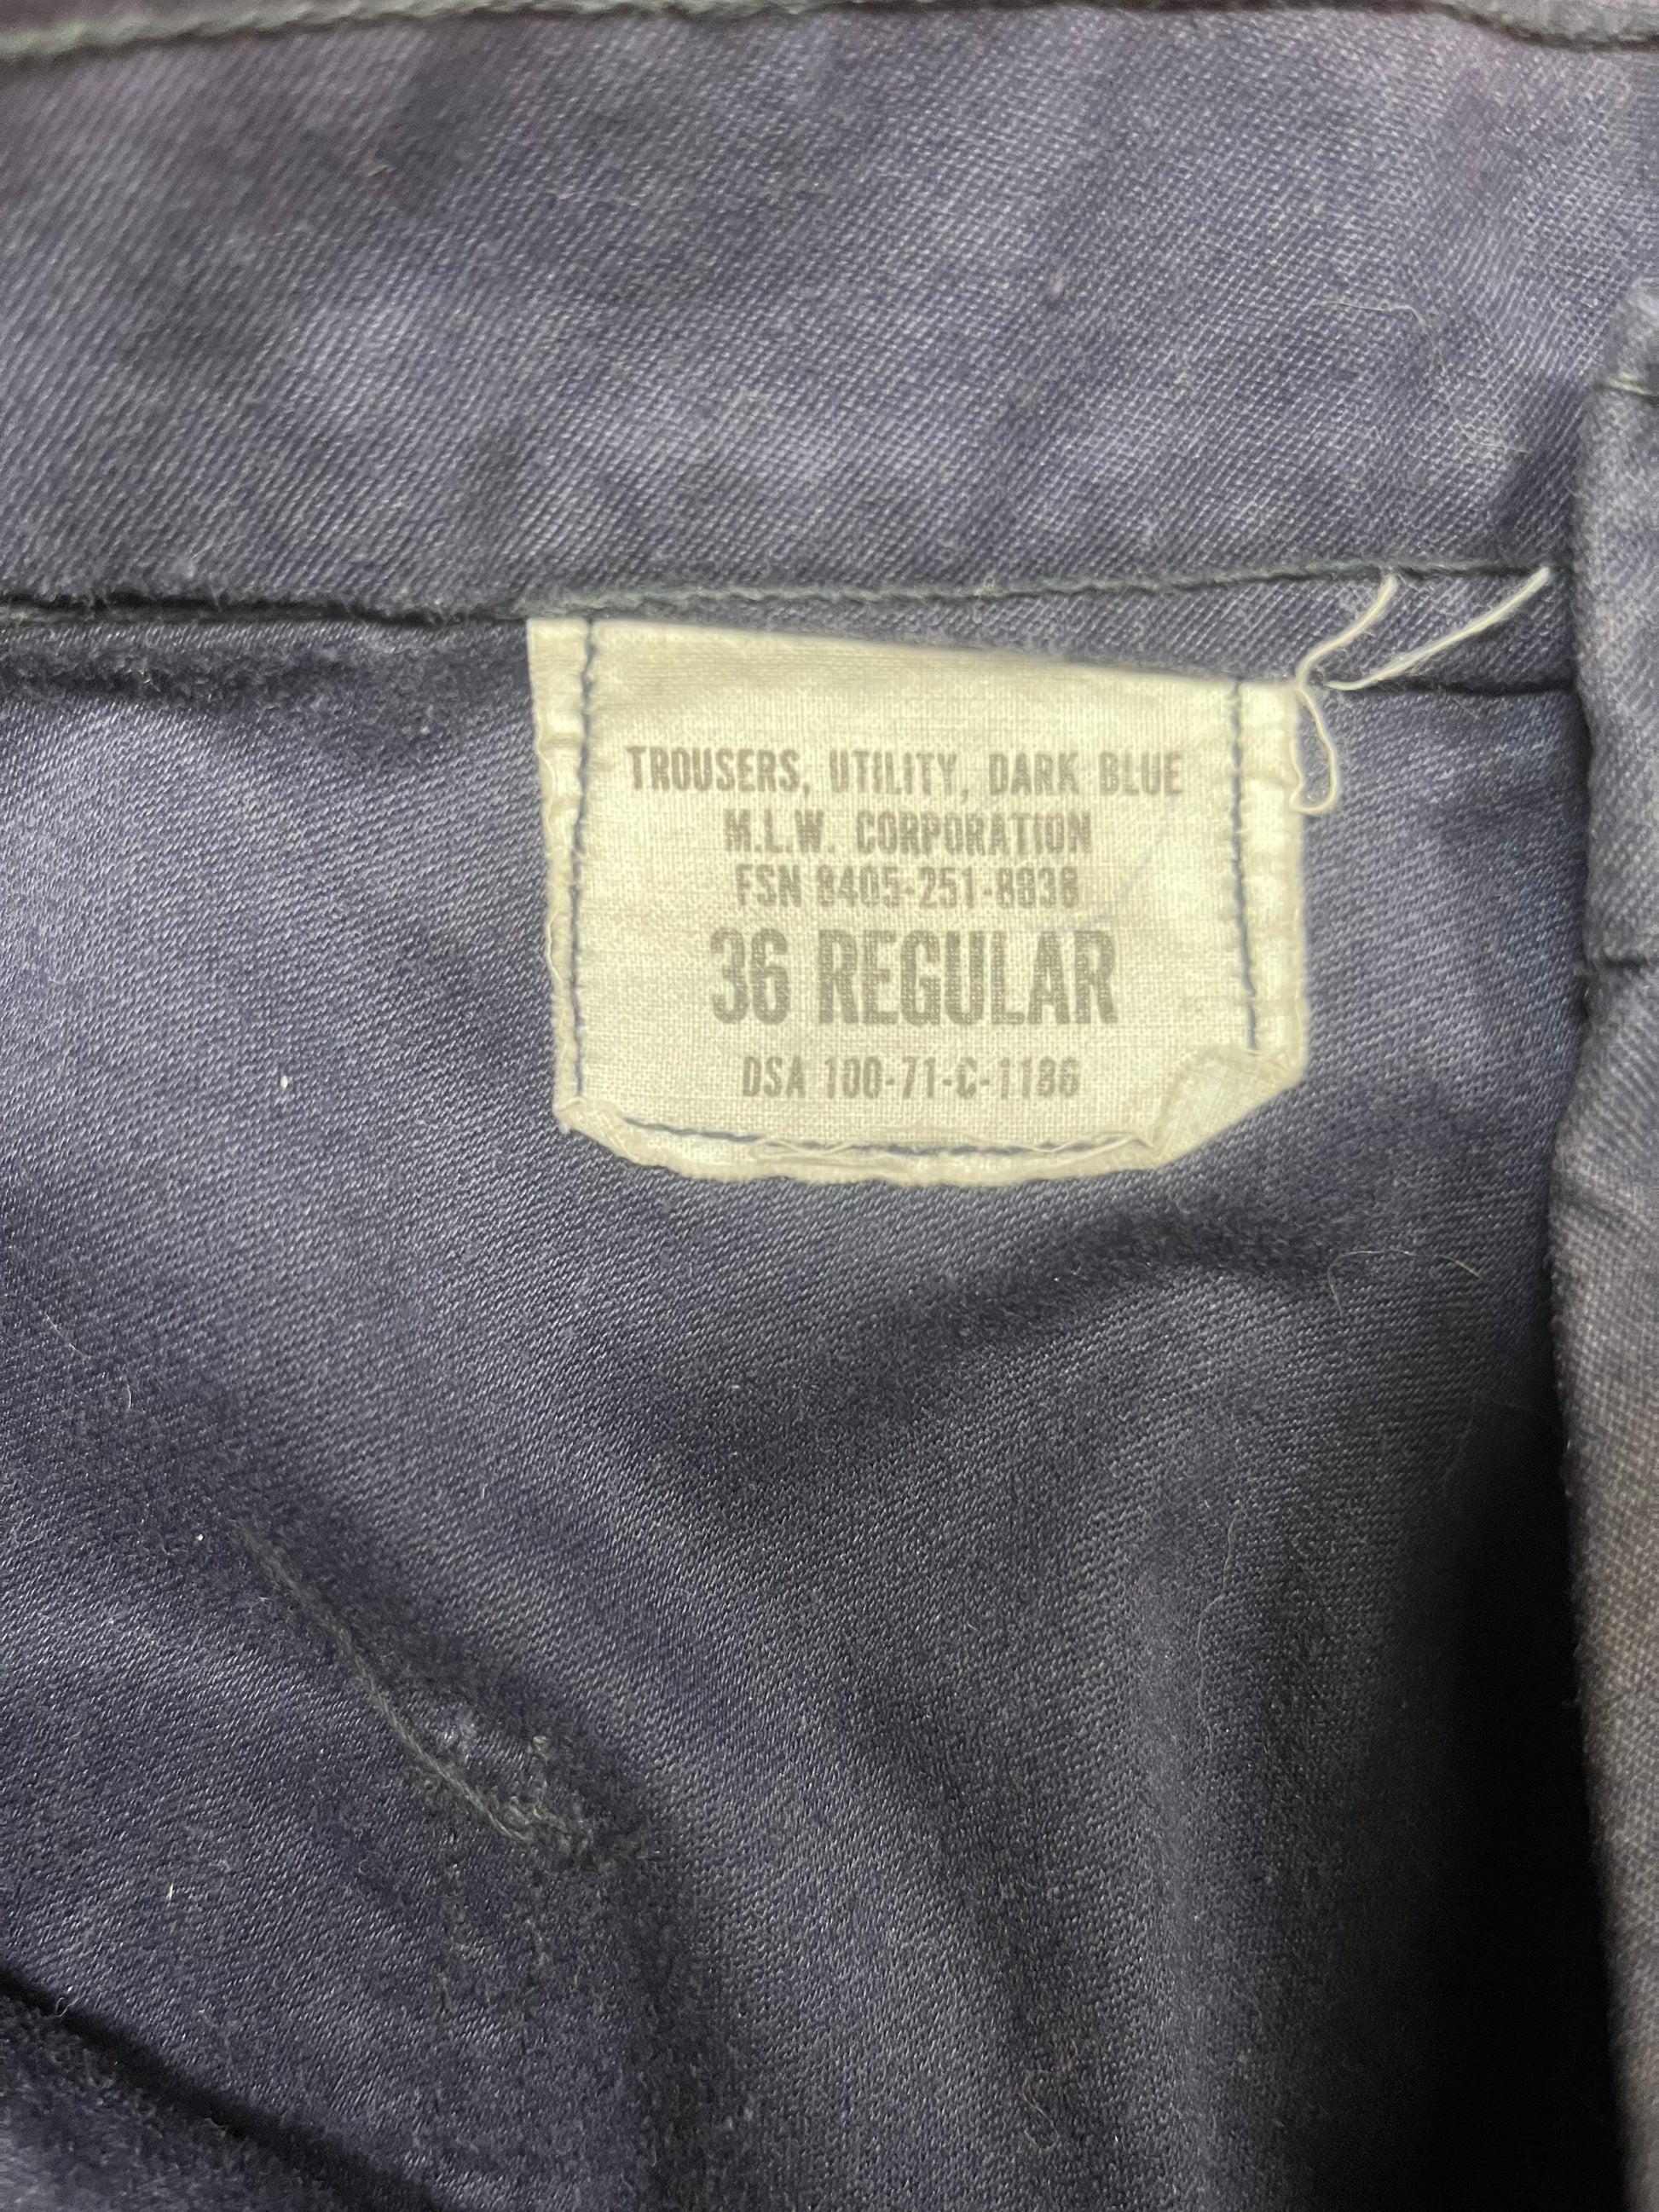 TROUSERS, UTILITY, DARK BLUE
M.L.W. CORPORATION
FSN 8405-251-8838
36 REGULAR
DSA 100-71-C-1186